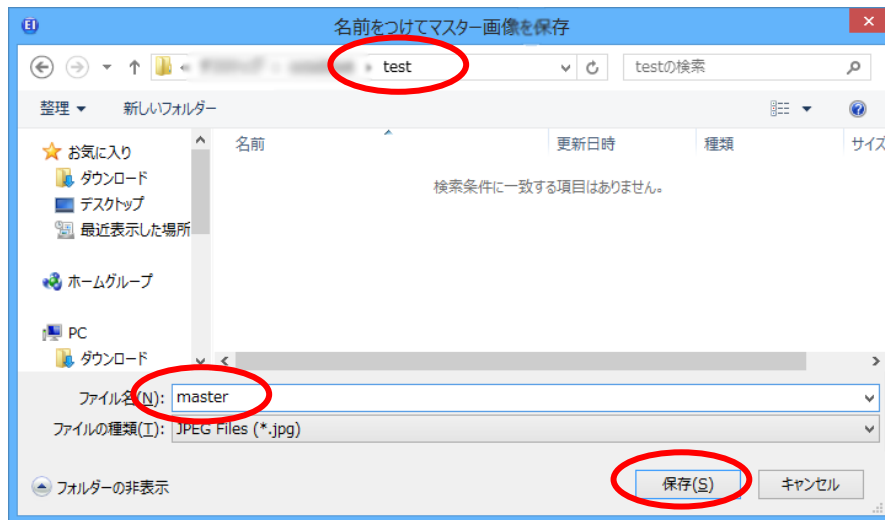 EI 名前をつけてマスター画像を保存
test testの検索
整理 新しいフォルダー
名前 更新日時 種類 サイズ
お気に入り
検索条件に一致する項目はありません。
ダウンロード
デスクトップ
最近表示した場所
ホームグループ
PC
ダウンロード
ファイル名(N): master
ファイルの種類(T): JPEG Files (*.jpg)
フォルダーの非表示 保存(S) キャンセル